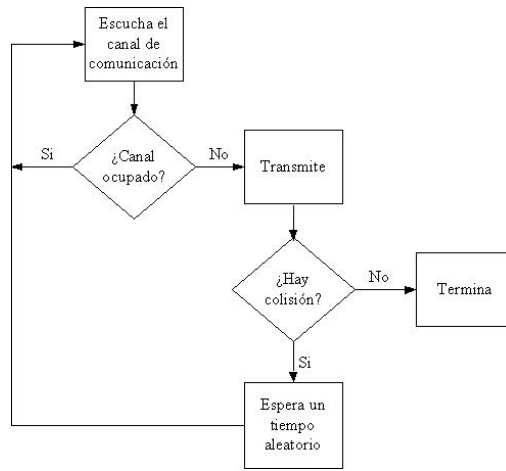 Escucha el
canal de
comunicación
¿Canal
ocupado?
Si
No
Transmite
¿Hay
colisión?
No
Termina
Si
Espera un
tiempo
aleatorio